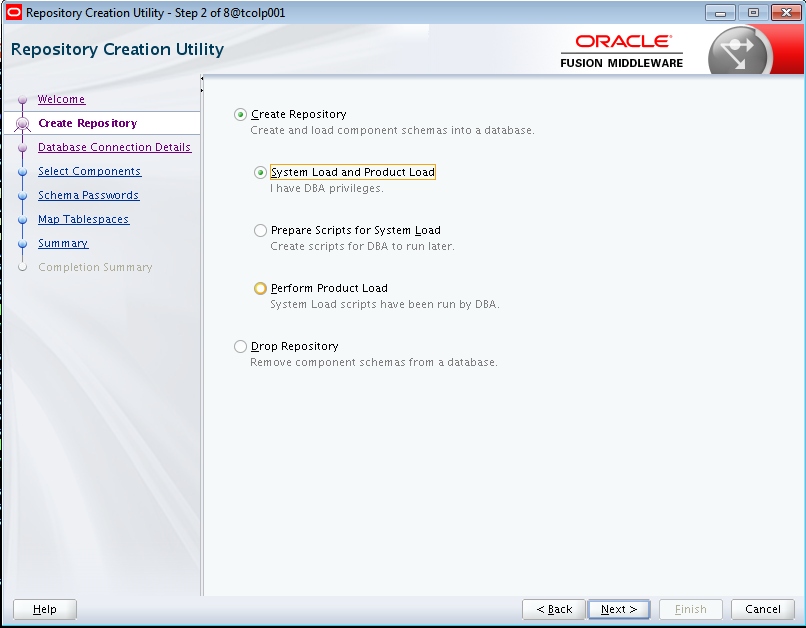 Repository Creation Utility - Step 2 of 8@tcolp001
Repository Creation Utility
ORACLE
FUSION MIDDLEWARE
Welcome
Create Repository
Database Connection Details
Select Components
Schema Passwords
Map Tablespaces
Summary
Completion Summary
Create Repository
Create and load component schemas into a database.
System Load and Product Load
I have DBA privileges.
Prepare Scripts for System Load
Create scripts for DBA to run later.
Perform Product Load
System Load scripts have been run by DBA.
Drop Repository
Remove component schemas from a database.
Help
< Back
Next >
Finish
Cancel